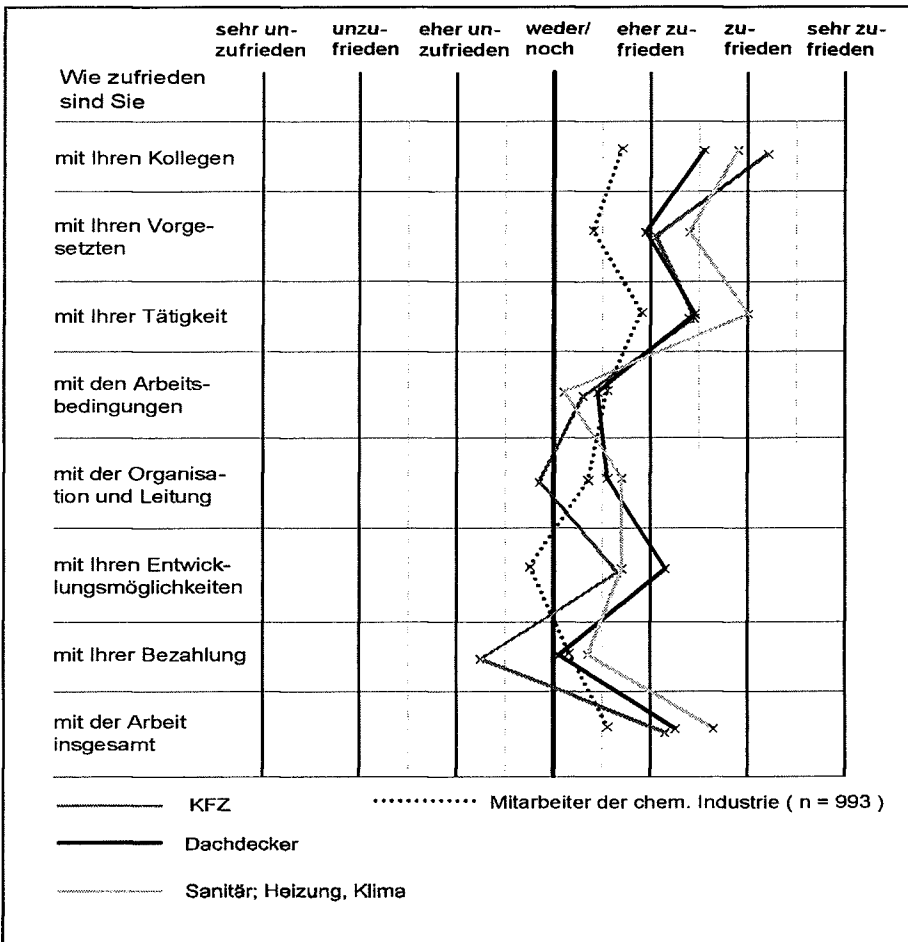 sehr un-
zufrieden
unzu-
frieden
eher un-
zufrieden
weder/
noch
eher zu-
frieden
zu-
frieden
sehr zu-
frieden
Wie zufrieden
sind Sie
mit Ihren Kollegen
mit Ihren Vorge-
setzten
mit Ihrer Tätigkeit
mit den Arbeits-
bedingungen
mit der Organisa-
tion und Leitung
mit Ihren Entwick-
lungsmöglichkeiten
mit Ihrer Bezahlung
mit der Arbeit
insgesamt
KFZ
Mitarbeiter der chem. Industrie ( n = 993 )
Dachdecker
Sanitär; Heizung, Klima